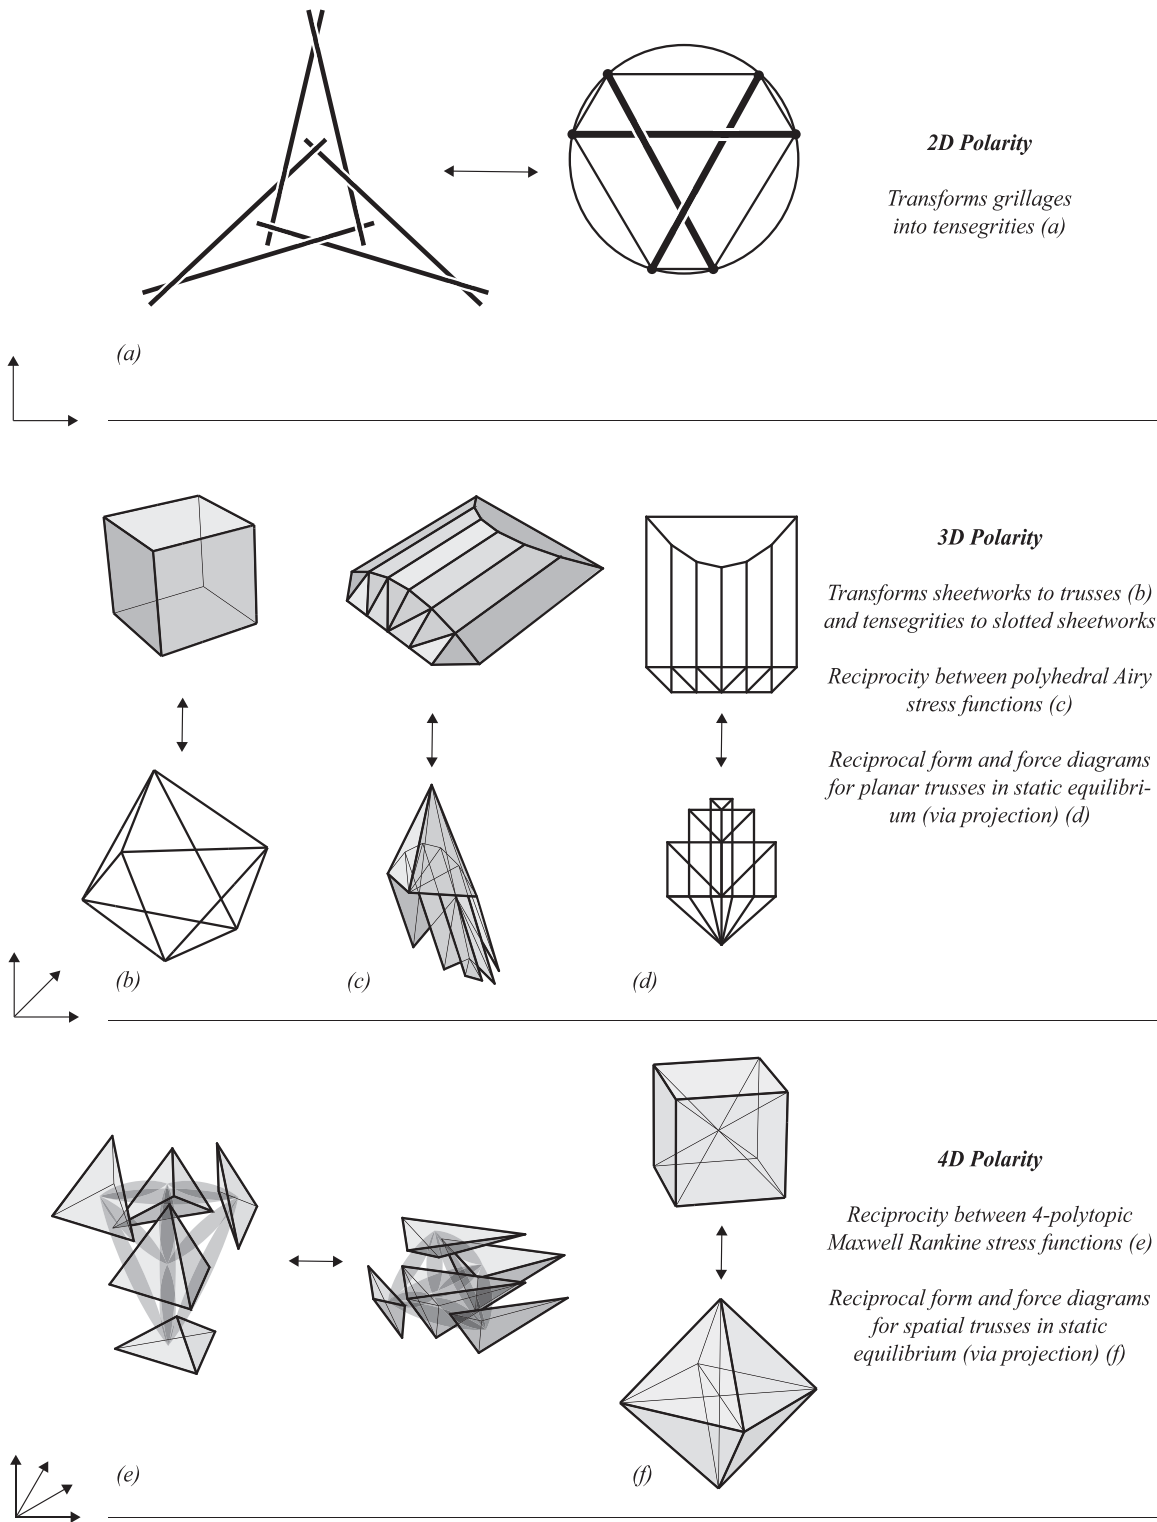 2D Polarity
Transforms grillages
into tensegrities (a)
(a)
3D Polarity
Transforms sheetworks to trusses (b)
and tensegrities to slotted sheetworks
Reciprocity between polyhedral Airy
stress functions (c)
Reciprocal form and force diagrams
for planar trusses in static equilibri-
um (via projection) (d)
(b)
(c)
(d)
4D Polarity
Reciprocity between 4-polytopic
Maxwell Rankine stress functions (e)
Reciprocal form and force diagrams
for spatial trusses in static
equilibrium (via projection) (f)
(e)
(f)